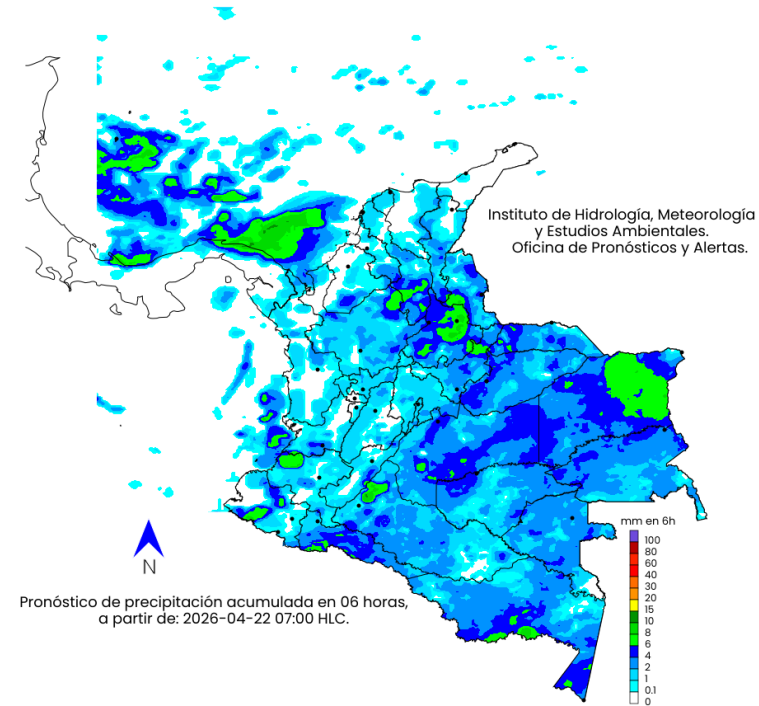 Instituto de Hidrología, Meteorología
y Estudios Ambientales.
Oficina de Pronósticos y Alertas.
mm en 6h
100
80
60
40
30
20
15
10
8
6
4
2
1
0.1
0
N
Pronóstico de precipitación acumulada en 06 horas,
a partir de: 2026-04-22 07:00 HLC.